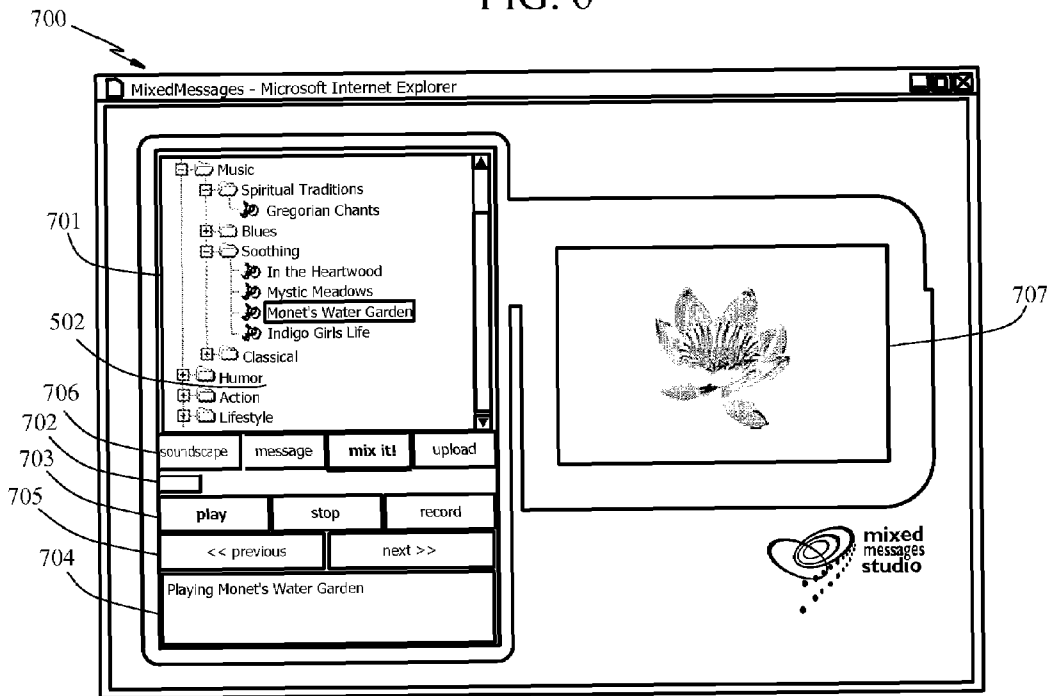 FIG. 6
700
MixedMessages - Microsoft Internet Explorer
Music
Spiritual Traditions
Gregorian Chants
701
Blues
Soothing
In the Heartwood
Mystic Meadows
Monet's Water Garden
707
502
Indigo Girls Life
Classical
Humor
706
Action
702
Lifestyle
soundscape message mix it! upload
703
705
play stop record
704
<< previous next >>
mixed
messages
studio
Playing Monet's Water Garden